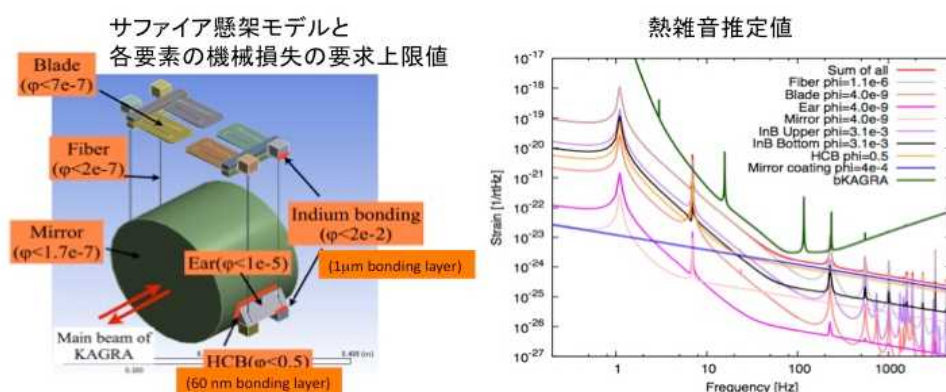 サファイア懸架モデルと
各要素の機械損失の要求上限値
Blade
(φ<7e-7)
Fiber
(φ<2e-7)
Mirror
(φ<1.7e-7)
Indium bonding
(φ<2e-2)
(1μm bonding layer)
Ear(φ<1e-5)
Main beam of
KAGRA
HCB(φ<0.5)
(60 nm bonding layer)
0.100
0.400 (m)
熱雑音推定値
Sum of all
Fiber phi=1.1e-6
Blade phi=4.0e-9
Ear phi=4.0e-9
Mirror phi=4.0e-9
InB Upper phi=3.1e-3
InB Bottom phi=3.1e-3
HCB phi=0.5
Mirror coating phi=4e-4
bKAGRA
Strain [1/rtHz]
10-17
10-18
10-19
10-20
10-21
10-22
10-23
10-24
10-25
10-26
10-27
1 10 100 1000
Frequency [Hz]